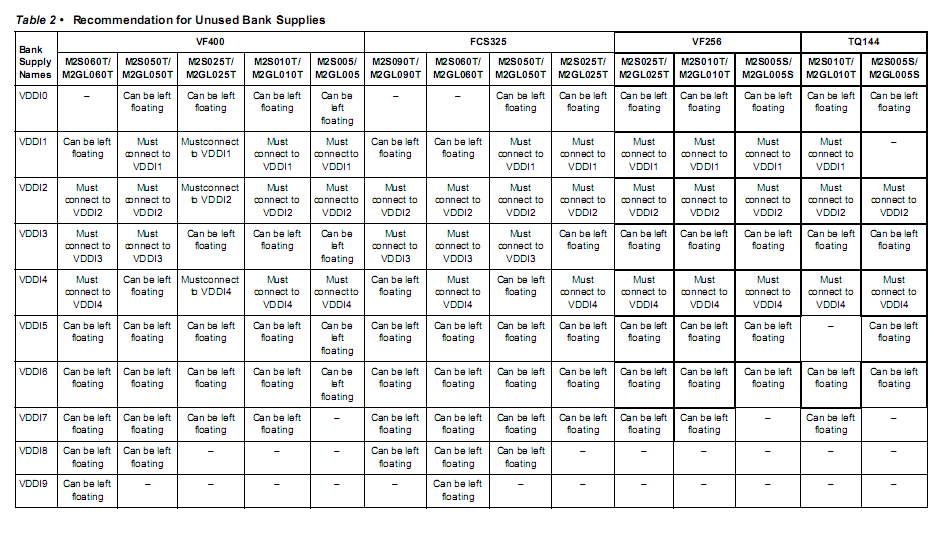 Table 2 • Recommendation for Unused Bank Supplies
Bank Supply Names | VF400 | FCS325 | VF256 | TQ144
M2S060T/ M2GL060T | M2S050T/ M2GL050T | M2S025T/ M2GL025T | M2S010T/ M2GL010T | M2S005/ M2GL005 | M2S090T/ M2GL090T | M2S060T/ M2GL060T | M2S050T/ M2GL050T | M2S025T/ M2GL025T | M2S025T/ M2GL025T | M2S010T/ M2GL010T | M2S005S/ M2GL005S | M2S010T/ M2GL010T | M2S005S/ M2GL005S
VDDI0 | – | Can be left floating | Can be left floating | Can be left floating | Can be left floating | – | – | Can be left floating | Can be left floating | Can be left floating | Can be left floating | Can be left floating | Can be left floating | Can be left floating
VDDI1 | Can be left floating | Must connect to VDDI1 | Mustconnect to VDDI1 | Must connect to VDDI1 | Must connect to VDDI1 | Can be left floating | Can be left floating | Must connect to VDDI1 | Must connect to VDDI1 | Must connect to VDDI1 | Must connect to VDDI1 | Must connect to VDDI1 | Must connect to VDDI1 | –
VDDI2 | Must connect to VDDI2 | Must connect to VDDI2 | Mustconnect to VDDI2 | Must connect to VDDI2 | Must connect to VDDI2 | Must connect to VDDI2 | Must connect to VDDI2 | Must connect to VDDI2 | Must connect to VDDI2 | Must connect to VDDI2 | Must connect to VDDI2 | Must connect to VDDI2 | Must connect to VDDI2 | Must connect to VDDI2
VDDI3 | Must connect to VDDI3 | Must connect to VDDI3 | Can be left floating | Can be left floating | Can be left floating | Must connect to VDDI3 | Must connect to VDDI3 | Must connect to VDDI3 | Can be left floating | Can be left floating | Can be left floating | Can be left floating | Can be left floating | Can be left floating
VDDI4 | Must connect to VDDI4 | Can be left floating | Mustconnect to VDDI4 | Must connect to VDDI4 | Must connect to VDDI4 | Can be left floating | Must connect to VDDI4 | Can be left floating | Must connect to VDDI4 | Must connect to VDDI4 | Must connect to VDDI4 | Must connect to VDDI4 | Must connect to VDDI4 | Must connect to VDDI4
VDDI5 | Can be left floating | Can be left floating | Can be left floating | Can be left floating | Can be left floating | Can be left floating | Can be left floating | Can be left floating | Can be left floating | Can be left floating | Can be left floating | Can be left floating | – | Can be left floating
VDDI6 | Can be left floating | Can be left floating | Can be left floating | Can be left floating | Can be left floating | Can be left floating | Can be left floating | Can be left floating | Can be left floating | Can be left floating | Can be left floating | Can be left floating | Can be left floating | Can be left floating
VDDI7 | Can be left floating | Can be left floating | Can be left floating | Can be left floating | – | Can be left floating | Can be left floating | Can be left floating | Can be left floating | Can be left floating | Can be left floating | – | Can be left floating | –
VDDI8 | Can be left floating | Can be left floating | – | – | – | Can be left floating | Can be left floating | Can be left floating | – | – | – | – | – | –
VDDI9 | Can be left floating | – | – | – | – | – | Can be left floating | – | – | – | – | – | – | –